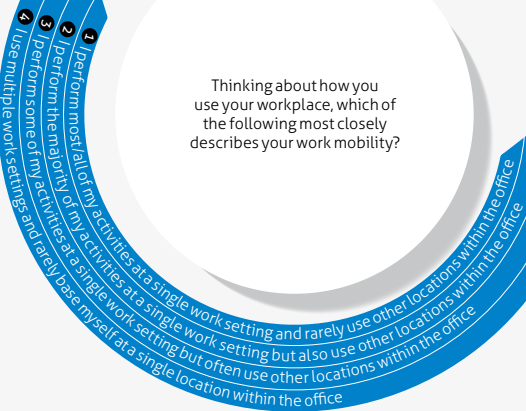 Thinking about how you
use your workplace, which of
the following most closely
describes your work mobility?
1 I perform most/all of my activities at a single work setting and rarely use other locations within the office
2 I perform the majority of my activities at a single work setting but also use other locations within the office
3 I perform some of my activities at a single work setting but often use other locations within the office
4 I use multiple work settings and rarely base myself at a single location within the office